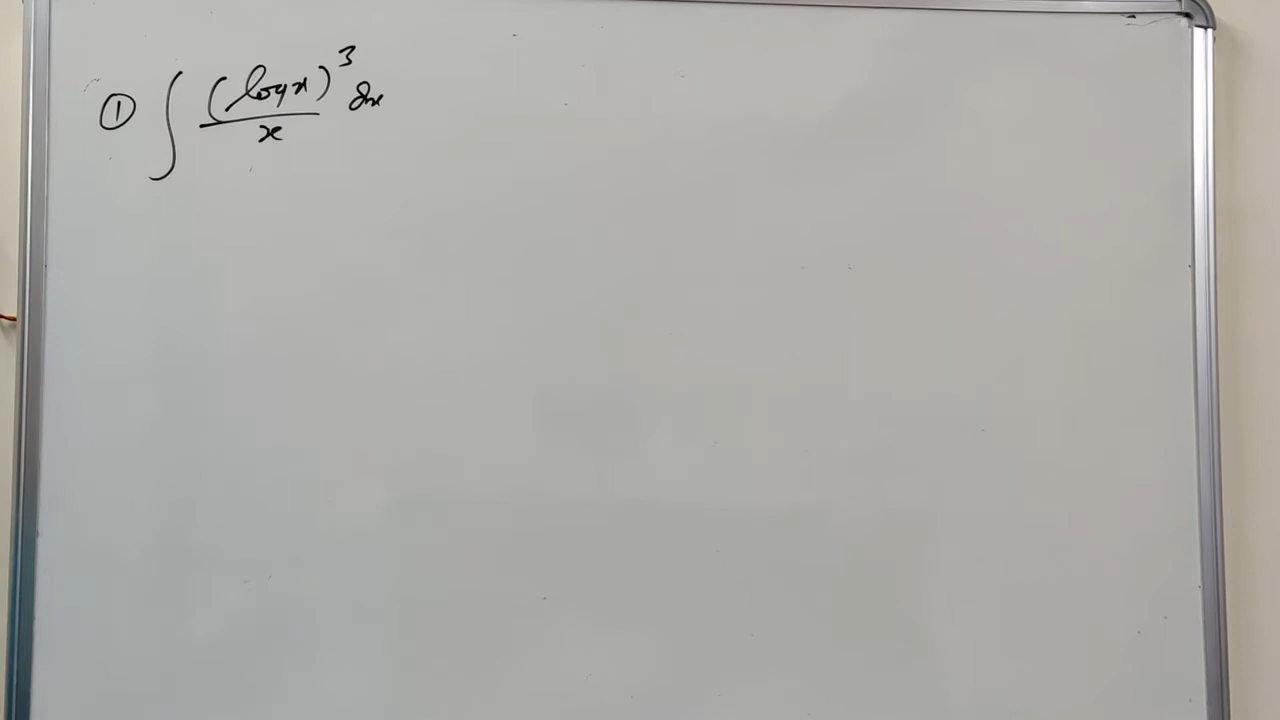 ① ∫ (log x)³/x dx